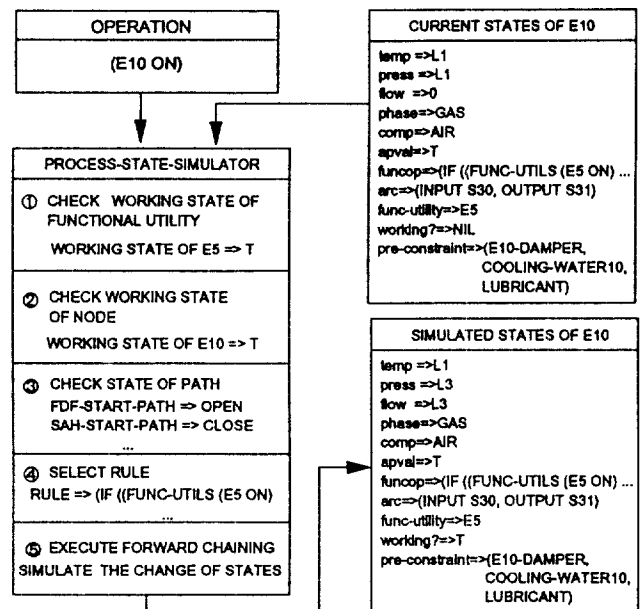 OPERATION
(E10 ON)
PROCESS-STATE-SIMULATOR
① CHECK WORKING STATE OF
FUNCTIONAL UTILITY
WORKING STATE OF E5 => T
② CHECK WORKING STATE
OF NODE
WORKING STATE OF E10 => T
③ CHECK STATE OF PATH
FDF-START-PATH => OPEN
SAH-START-PATH => CLOSE
...
④ SELECT RULE
RULE => (IF ((FUNC-UTILS (E5 ON)
...
⑤ EXECUTE FORWARD CHAINING
SIMULATE THE CHANGE OF STATES
CURRENT STATES OF E10
temp =>L1
press =>L1
flow =>0
phase=>GAS
comp=>AIR
apval=>T
funcop=>(IF ((FUNC-UTILS (E5 ON) ...
arc=>(INPUT S30, OUTPUT S31)
func-utility=>E5
working?=>NIL
pre-constraint=>(E10-DAMPER,
COOLING-WATER10,
LUBRICANT)
SIMULATED STATES OF E10
temp =>L1
press =>L3
flow =>L3
phase=>GAS
comp=>AIR
apval=>T
funcop=>(IF ((FUNC-UTILS (E5 ON) ...
arc=>(INPUT S30, OUTPUT S31)
func-utility=>E5
working?=>T
pre-constraint=>(E10-DAMPER,
COOLING-WATER10,
LUBRICANT)